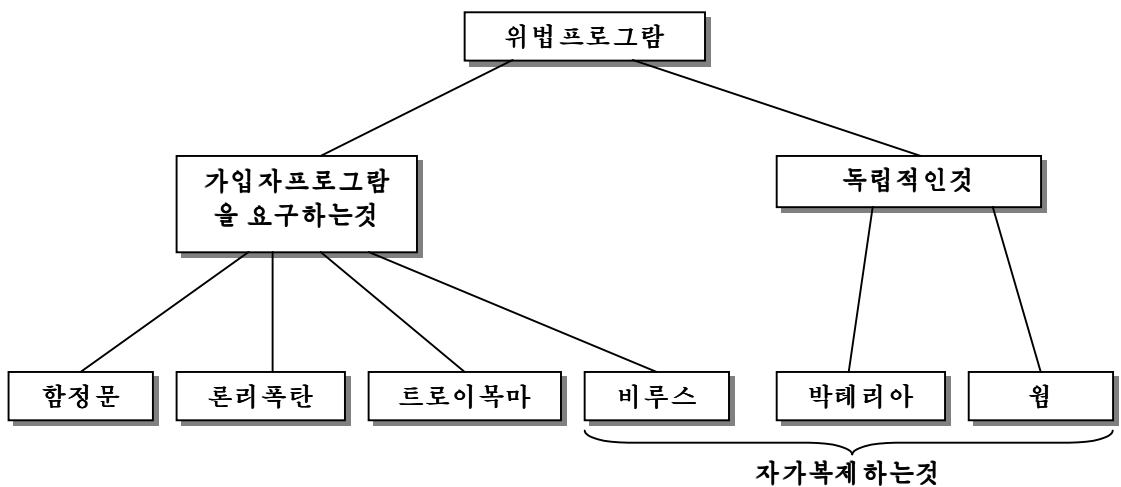 위법프로그람
가입자프로그람
을 요구하는것
독립적인것
함정문
론리폭탄
트로이목마
비루스
박테리아
웜
자가복제하는것